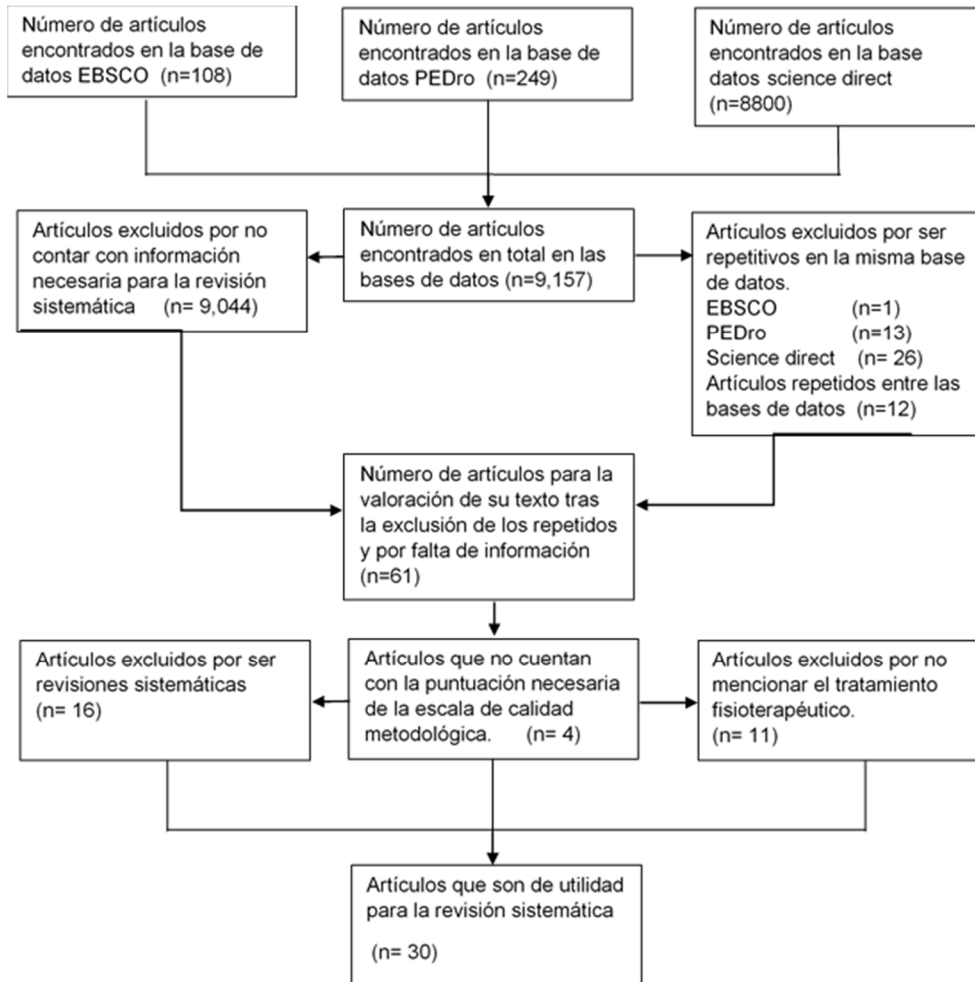 Número de artículos
encontrados en la base de
datos EBSCO (n=108)
Número de artículos
encontrados en la base de
datos PEDro (n=249)
Número de artículos
encontrados en la base
datos science direct
(n=8800)
Artículos excluidos por no
contar con información
necesaria para la revisión
sistemática (n= 9,044)
Número de artículos
encontrados en total en las
bases de datos (n=9,157)
Artículos excluidos por ser
repetitivos en la misma base
de datos.
EBSCO (n=1)
PEDro (n=13)
Science direct (n= 26)
Artículos repetidos entre las
bases de datos (n=12)
Número de artículos para la
valoración de su texto tras
la exclusión de los repetidos
y por falta de información
(n=61)
Artículos excluidos por ser
revisiones sistemáticas
(n= 16)
Artículos que no cuentan
con la puntuación necesaria
de la escala de calidad
metodológica. (n= 4)
Artículos excluidos por no
mencionar el tratamiento
fisioterapéutico.
(n= 11)
Artículos que son de utilidad
para la revisión sistemática
(n= 30)